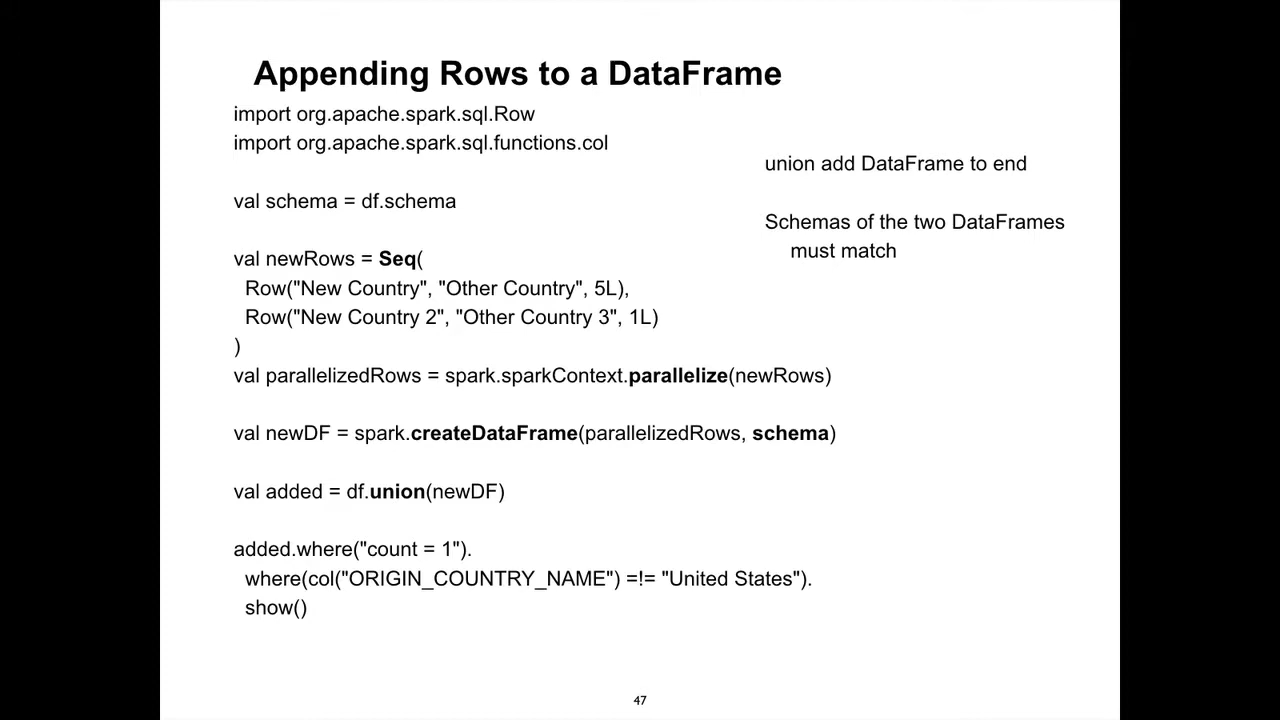 Appending Rows to a DataFrame
import org.apache.spark.sql.Row
import org.apache.spark.sql.functions.col
val schema = df.schema
val newRows = Seq(
Row("New Country", "Other Country", 5L),
Row("New Country 2", "Other Country 3", 1L)
)
val parallelizedRows = spark.sparkContext.parallelize(newRows)
val newDF = spark.createDataFrame(parallelizedRows, schema)
val added = df.union(newDF)
added.where("count = 1").
where(col("ORIGIN_COUNTRY_NAME") =!= "United States").
show()
union add DataFrame to end
Schemas of the two DataFrames
must match
47